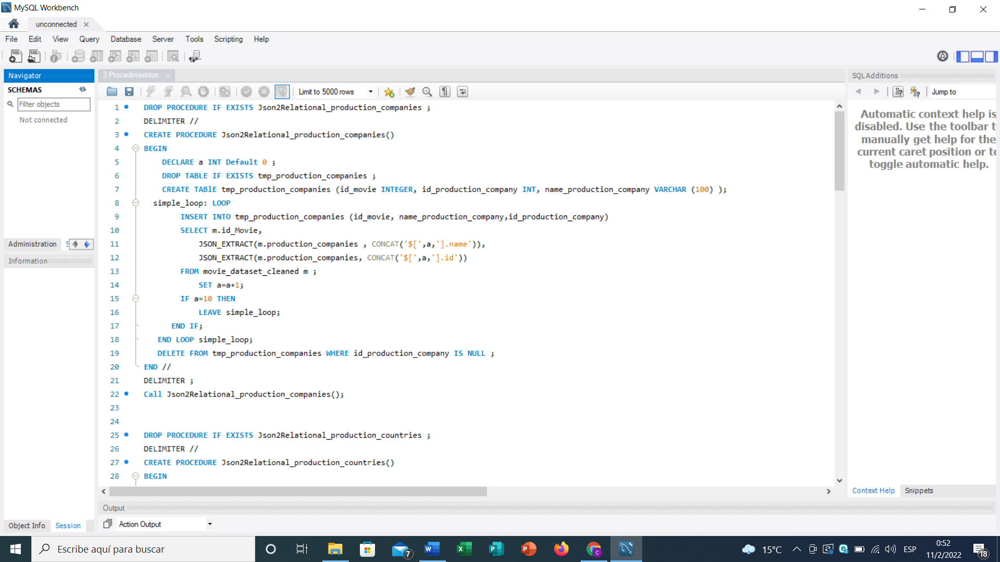 MySQL Workbench
unconnected
File Edit View Query Database Server Tools Scripting Help
Navigator
SCHEMAS
Filter objects
Not connected
Administration
Information
Object Info Session
3.Procedimientos
Limit to 5000 rows
1 DROP PROCEDURE IF EXISTS Json2Relational_production_companies ;
2 DELIMITER //
3 CREATE PROCEDURE Json2Relational_production_companies()
4 BEGIN
5 DECLARE a INT Default 0 ;
6 DROP TABLE IF EXISTS tmp_production_companies ;
7 CREATE TABlE tmp_production_companies (id_movie INTEGER, id_production_company INT, name_production_company VARCHAR (100) );
8 simple_loop: LOOP
9 INSERT INTO tmp_production_companies (id_movie, name_production_company,id_production_company)
10 SELECT m.id_Movie,
11 JSON_EXTRACT(m.production_companies , CONCAT('$[',a,'].name')),
12 JSON_EXTRACT(m.production_companies, CONCAT('$[',a,'].id'))
13 FROM movie_dataset_cleaned m ;
14 SET a=a+1;
15 IF a=10 THEN
16 LEAVE simple_loop;
17 END IF;
18 END LOOP simple_loop;
19 DELETE FROM tmp_production_companies WHERE id_production_company IS NULL ;
20 END //
21 DELIMITER ;
22 Call Json2Relational_production_companies();
23
24
25 DROP PROCEDURE IF EXISTS Json2Relational_production_countries ;
26 DELIMITER //
27 CREATE PROCEDURE Json2Relational_production_countries()
28 BEGIN
Output
Action Output
SQLAdditions
Jump to
Automatic context help is
disabled. Use the toolbar t
manually get help for the
current caret position or to
toggle automatic help.
Context Help Snippets
Escribe aquí para buscar
7
15°C
ESP
0:52
11/2/2022
18